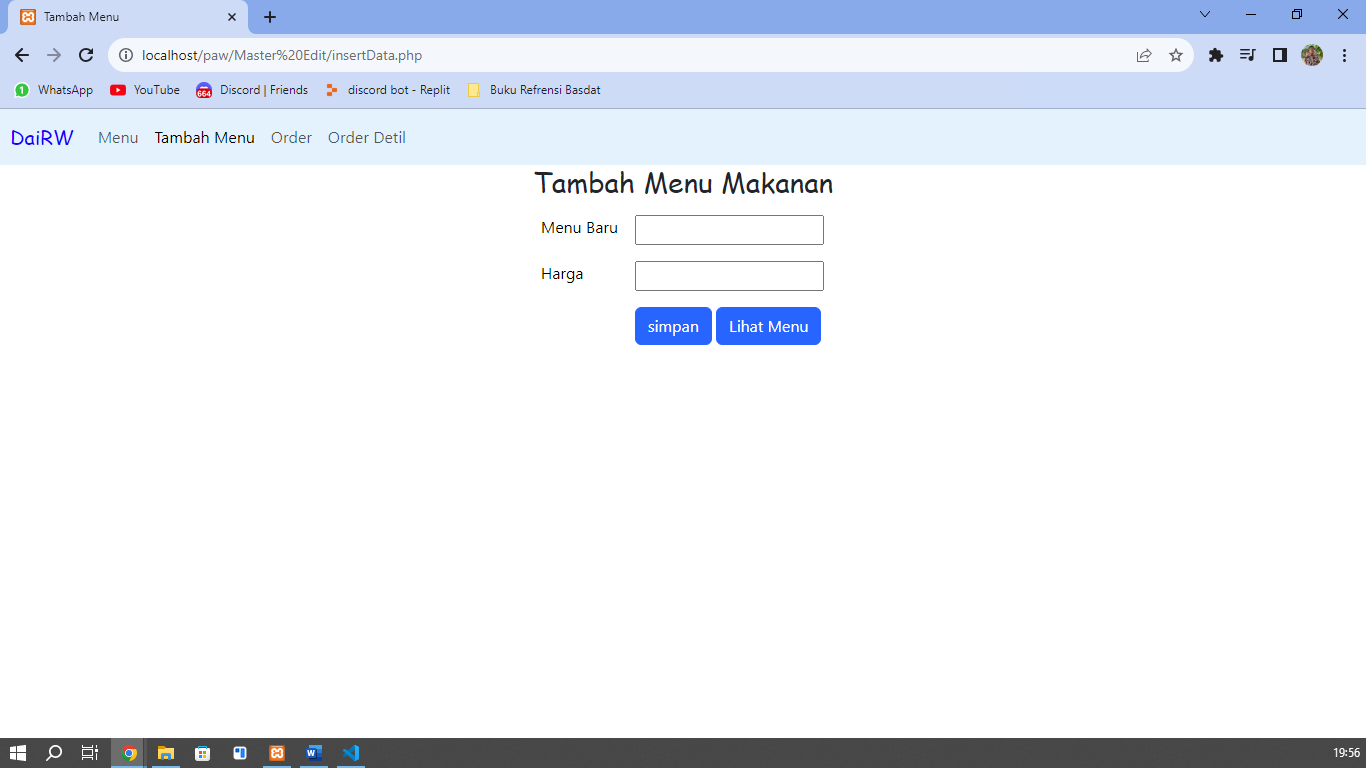 Tambah Menu
localhost/paw/Master%20Edit/insertData.php
1 WhatsApp YouTube 664 Discord | Friends discord bot - Replit Buku Refrensi Basdat
DaiRW Menu Tambah Menu Order Order Detil
Tambah Menu Makanan
Menu Baru
Harga
simpan Lihat Menu
19:56